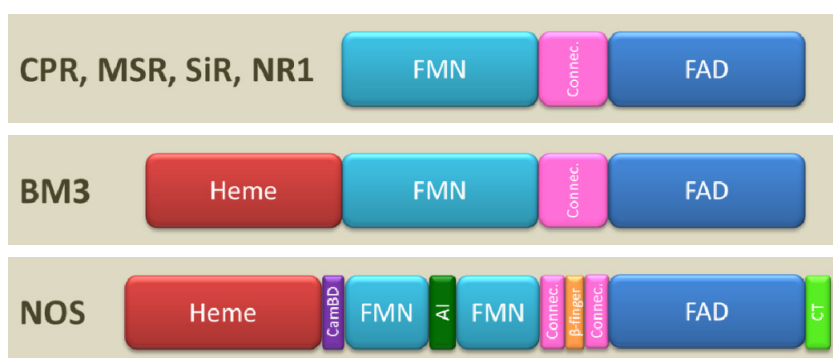 CPR, MSR, SiR, NR1 FMN Connec. FAD
BM3 Heme FMN Connec. FAD
NOS Heme CamBD FMN AI FMN Connec. β-finger Connec. FAD CT